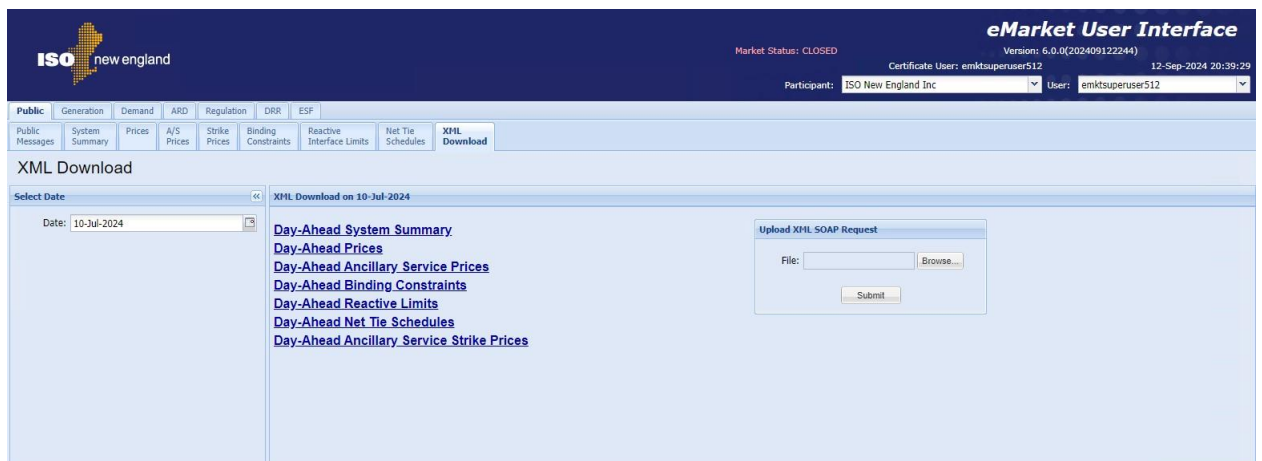 eMarket User Interface
ISO new england
Market Status: CLOSED
Version: 6.0.0(202409122244)
Certificate User: emktsuperuser512
12-Sep-2024 20:39:29
Participant: ISO New England Inc User: emktsuperuser512
Public Generation Demand ARD Regulation DRR ESF
Public Messages System Summary Prices A/S Prices Strike Prices Binding Constraints Reactive Interface Limits Net Tie Schedules XML Download
XML Download
Select Date
XML Download on 10-Jul-2024
Date: 10-Jul-2024
Day-Ahead System Summary
Day-Ahead Prices
Day-Ahead Ancillary Service Prices
Day-Ahead Binding Constraints
Day-Ahead Reactive Limits
Day-Ahead Net Tie Schedules
Day-Ahead Ancillary Service Strike Prices
Upload XML SOAP Request
File: Browse...
Submit